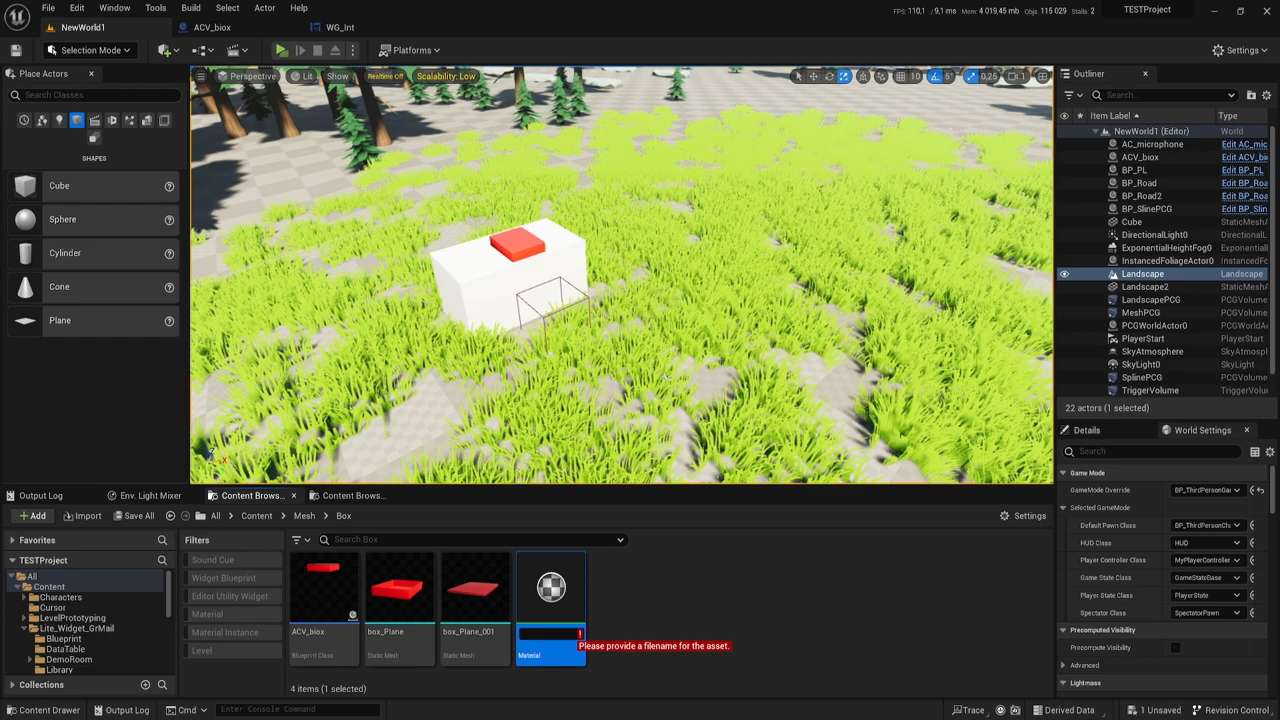 File Edit Window Tools Build Select Actor Help
FPS: 110,1 / 9,1 ms Mem: 4 019,45 mb Objs: 115 029 Stalls: 2
TESTProject
NewWorld1
ACV_biox
WG_Int
Selection Mode
Platforms
Settings
Place Actors
Search Classes
SHAPES
Cube
Sphere
Cylinder
Cone
Plane
Perspective
Lit
Show
Realtime Off
Scalability: Low
10
5°
0,25
1
Outliner
Search...
Item Label
Type
NewWorld1 (Editor) World
AC_microphone Edit AC_mic
ACV_biox Edit ACV_bi
BP_PL Edit BP_PL
BP_Road Edit BP_Roa
BP_Road2 Edit BP_Roa
BP_SlinePCG Edit BP_Slin
Cube StaticMeshA
DirectionalLight0 DirectionalL
ExponentialHeightFog0 Exponential
InstancedFoliageActor0 InstancedFo
Landscape Landscape
Landscape2 StaticMeshA
LandscapePCG PCGVolume
MeshPCG PCGVolume
PCGWorldActor0 PCGWorldA
PlayerStart PlayerStart
SkyAtmosphere SkyAtmosph
SkyLight0 SkyLight
SplinePCG PCGVolume
TriggerVolume TriggerVolum
22 actors (1 selected)
Details
World Settings
Search
Game Mode
GameMode Override BP_ThirdPersonGa
Selected GameMode
Default Pawn Class BP_ThirdPersonCh
HUD Class HUD
Player Controller Class MyPlayerController
Game State Class GameStateBase
Player State Class PlayerState
Spectator Class SpectatorPawn
Precomputed Visibility
Precompute Visibility
Advanced
Lightmass
Output Log
Env. Light Mixer
Content Brows...
Content Brows...
Add
Import
Save All
All
Content
Mesh
Box
Settings
Favorites
TESTProject
All
Content
Characters
Cursor
LevelPrototyping
Lite_Widget_GrMail
Blueprint
DataTable
DemoRoom
Library
Collections
Filters
Sound Cue
Widget Blueprint
Editor Utility Widget
Material
Material Instance
Level
Search Box
ACV_biox
Blueprint Class
box_Plane
Static Mesh
box_Plane_001
Static Mesh
!
Material
Please provide a filename for the asset.
4 items (1 selected)
Content Drawer
Output Log
Cmd
Enter Console Command
Trace
Derived Data
1 Unsaved
Revision Control